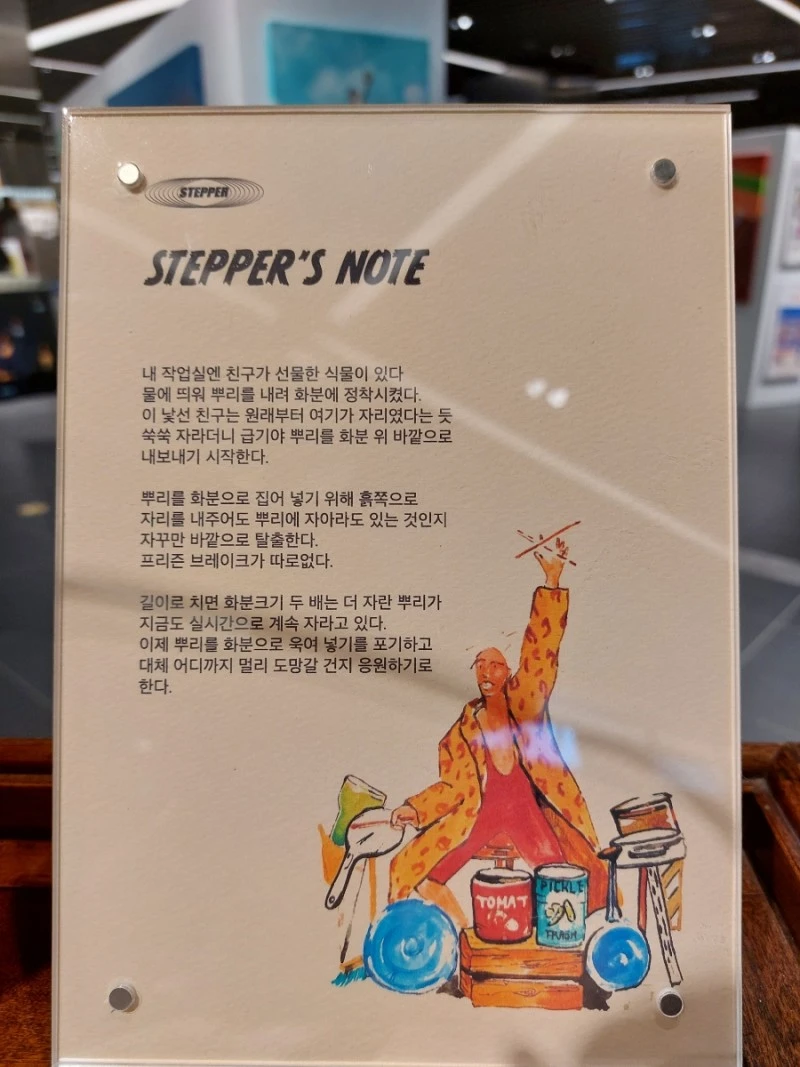 STEPPER
STEPPER'S NOTE
내 작업실엔 친구가 선물한 식물이 있다
물에 띄워 뿌리를 내려 화분에 정착시켰다.
이 낯선 친구는 원래부터 여기가 자리였다는 듯
쑥쑥 자라더니 급기야 뿌리를 화분 위 바깥으로
내보내기 시작한다.
뿌리를 화분으로 집어 넣기 위해 흙쪽으로
자리를 내주어도 뿌리에 자아라도 있는 것인지
자꾸만 바깥으로 탈출한다.
프리즌 브레이크가 따로없다.
길이로 치면 화분크기 두 배는 더 자란 뿌리가
지금도 실시간으로 계속 자라고 있다.
이제 뿌리를 화분으로 욱여 넣기를 포기하고
대체 어디까지 멀리 도망갈 건지 응원하기로
한다.
TOMAT
PICKLE